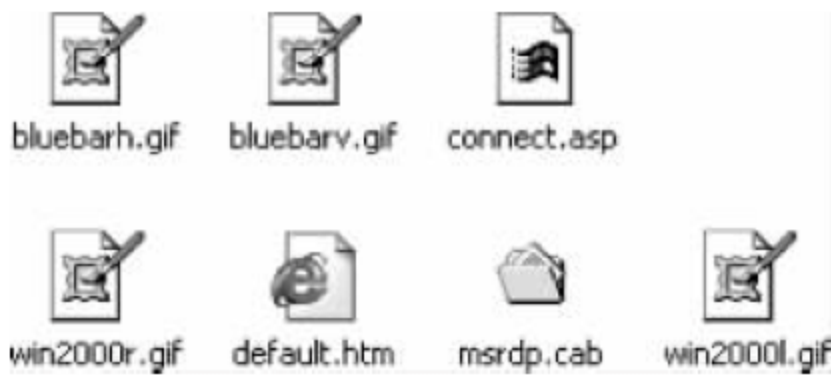 bluebarh.gif bluebarv.gif connect.asp
win2000r.gif default.htm msrdp.cab win2000l.gif